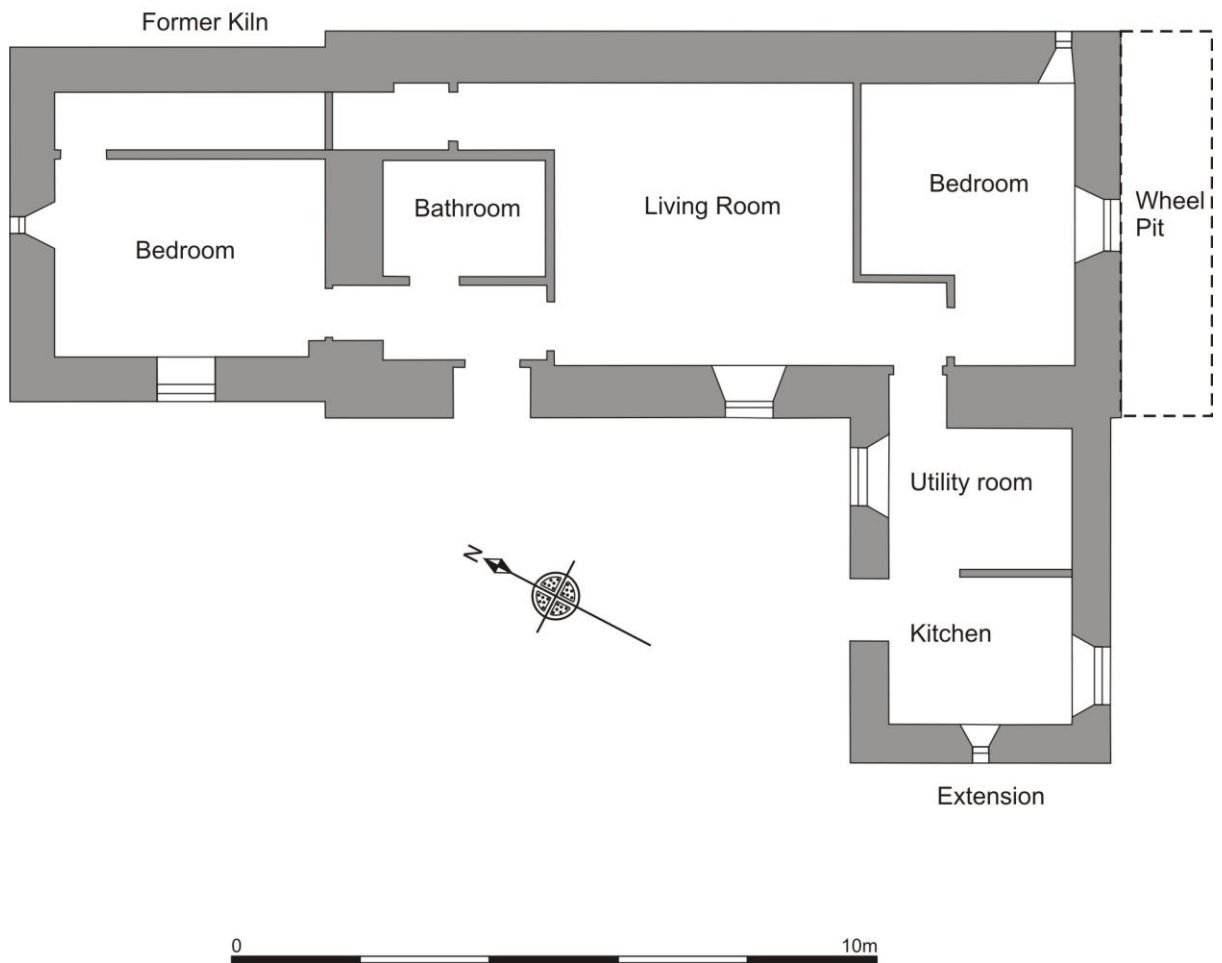 Former Kiln
Bedroom
Bathroom
Living Room
Bedroom
Wheel
Pit
Utility room
N
Kitchen
Extension
0 10m